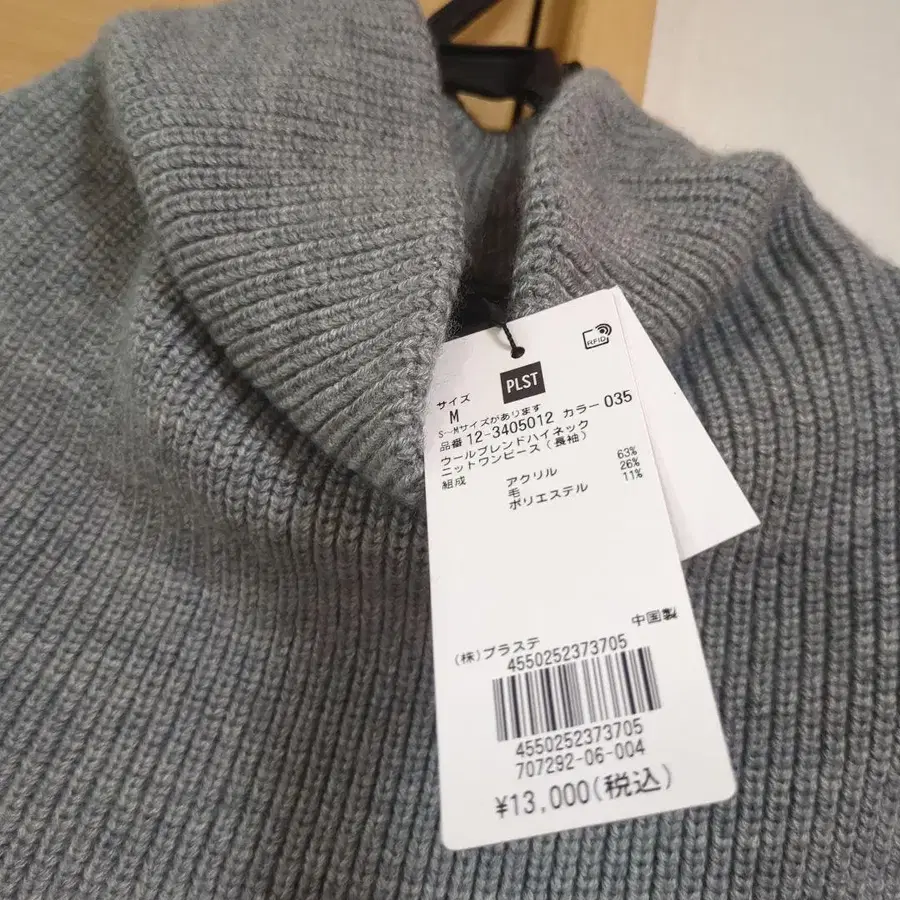 RFID
PLST
サイズ
M
S~Mサイズがあります
品番 12-3405012 カラー 035
ウールブレンドハイネック
ニットワンピース(長袖)
組成 アクリル 63%
毛 26%
ポリエステル 11%
中国製
(株)プラステ
4550252373705
4550252373705
707292-06-004
¥13,000(税込)